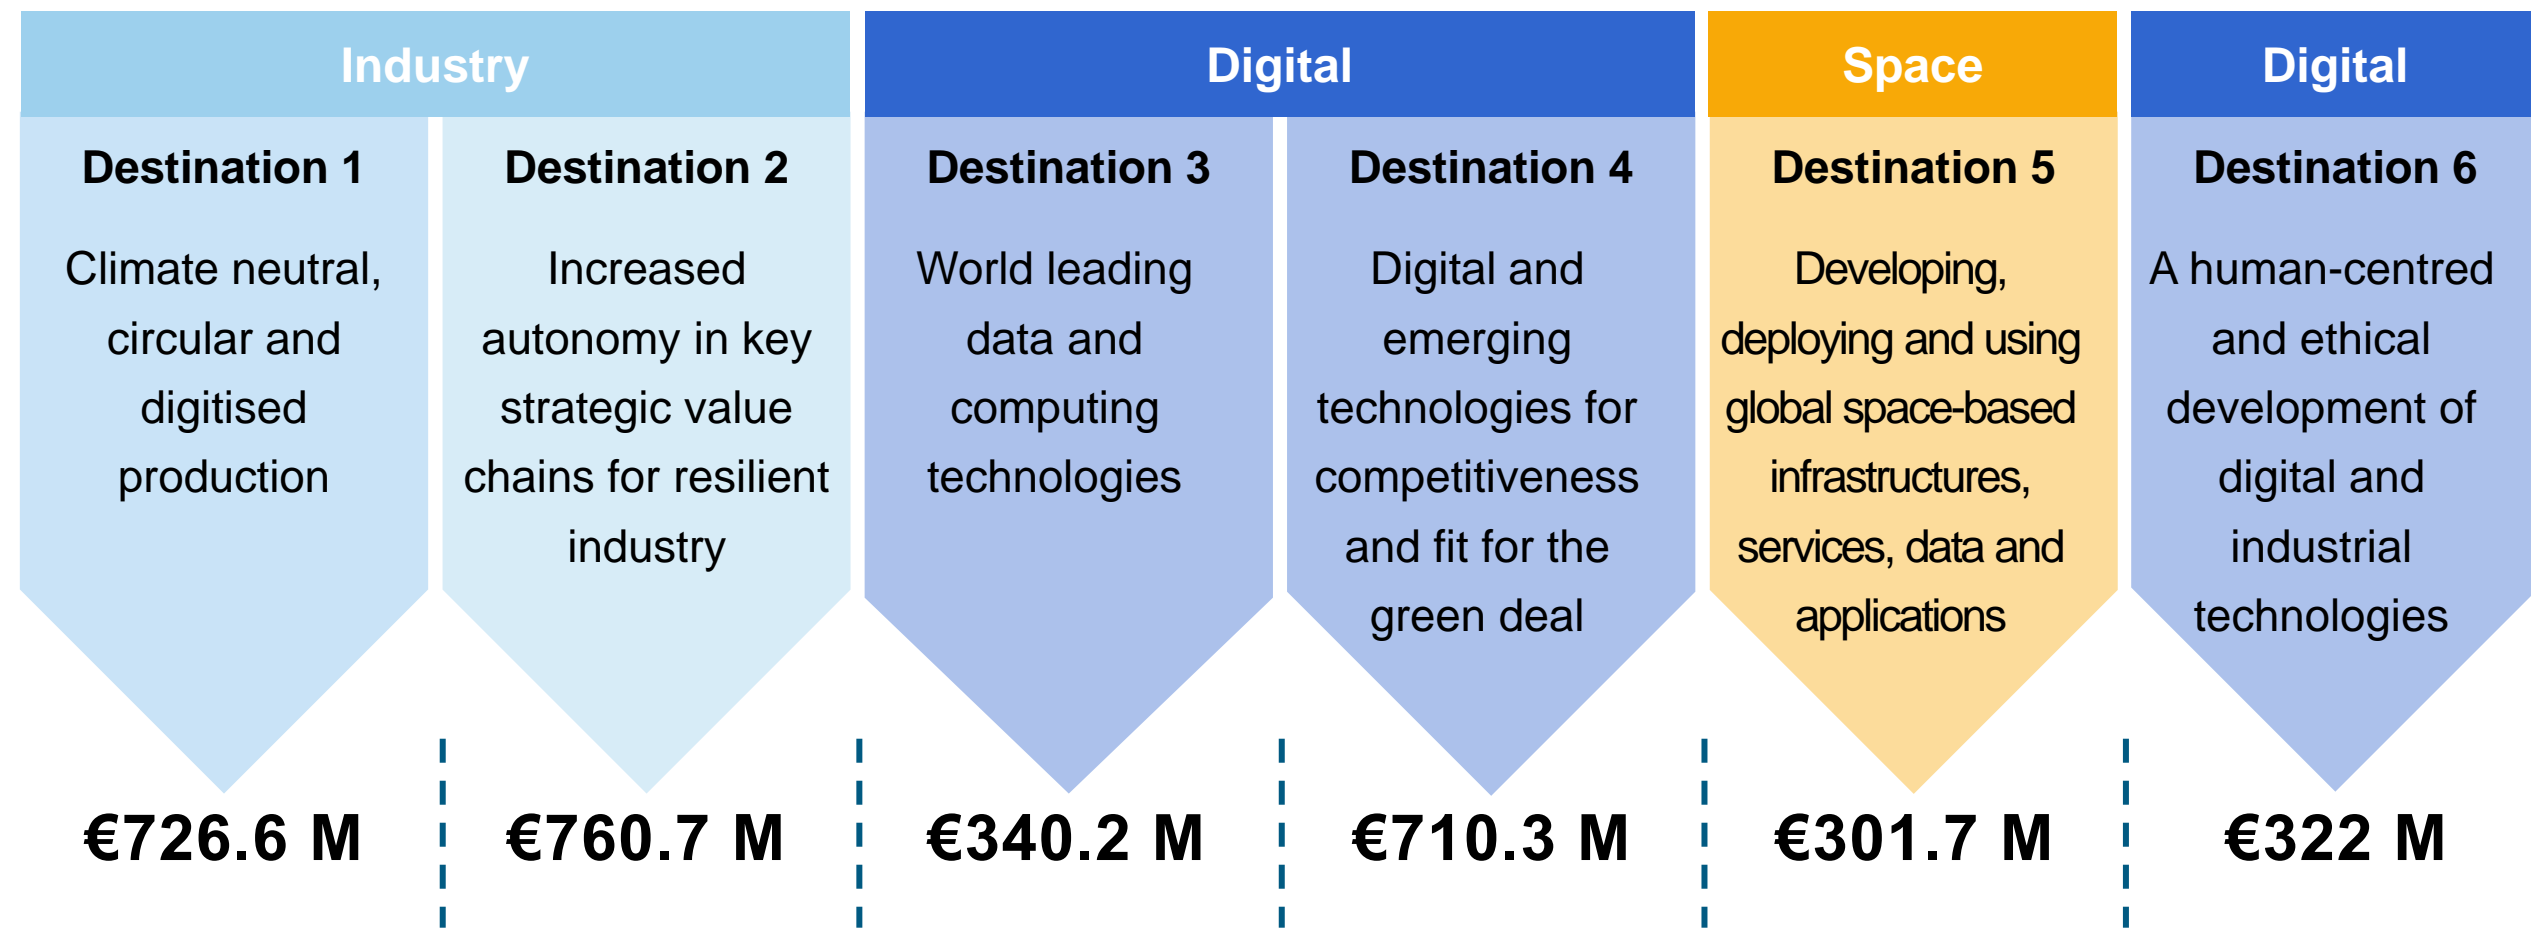 Industry
Digital
Space
Digital
Destination 1
Climate neutral,
circular and
digitised
production
€726.6 M
Destination 2
Increased
autonomy in key
strategic value
chains for resilient
industry
€760.7 M
Destination 3
World leading
data and
computing
technologies
€340.2 M
Destination 4
Digital and
emerging
technologies for
competitiveness
and fit for the
green deal
€710.3 M
Destination 5
Developing,
deploying and using
global space-based
infrastructures,
services, data and
applications
€301.7 M
Destination 6
A human-centred
and ethical
development of
digital and
industrial
technologies
€322 M